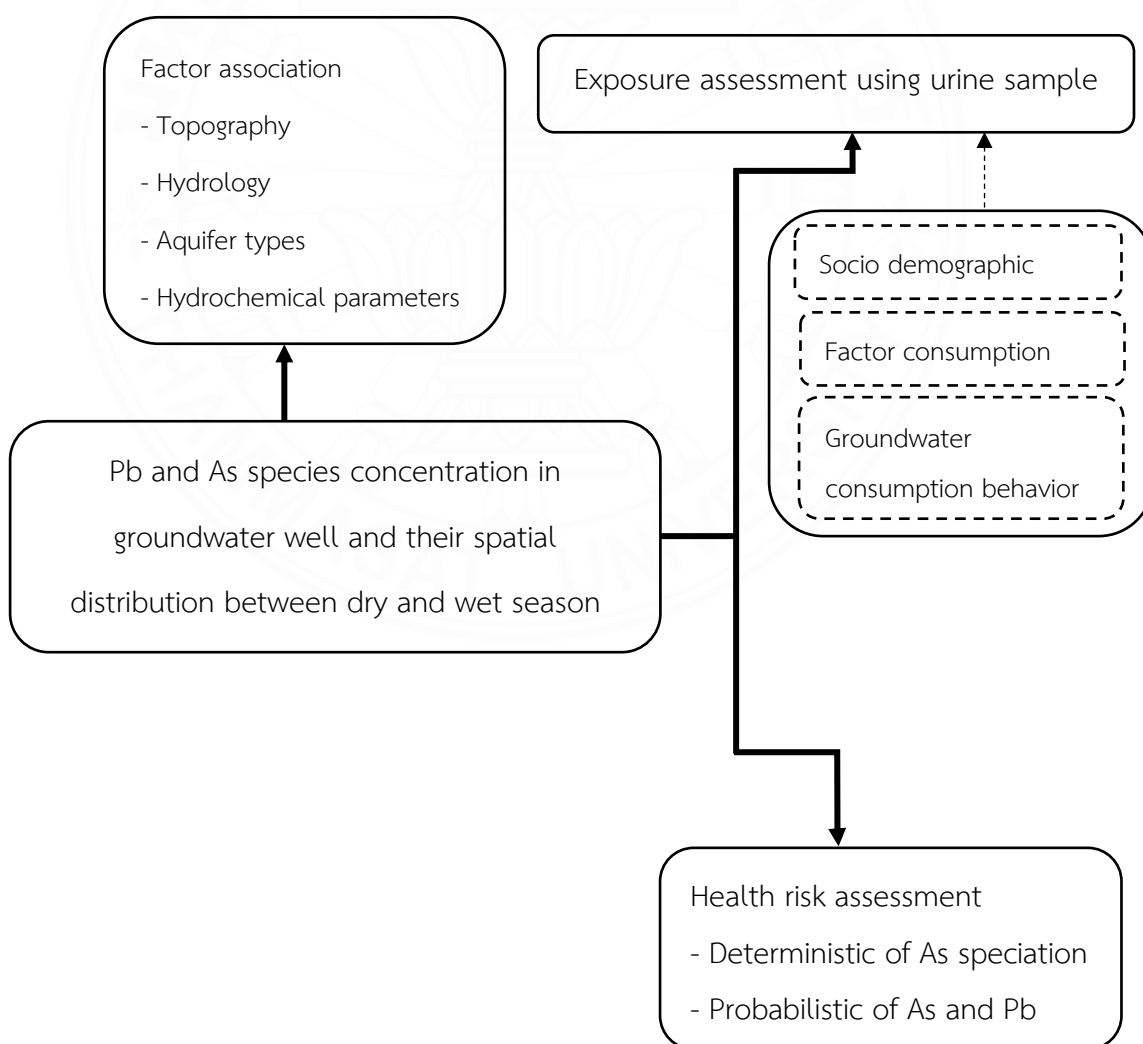 Factor association
- Topography
- Hydrology
- Aquifer types
- Hydrochemical parameters
Exposure assessment using urine sample
Socio demographic
Factor consumption
Groundwater
consumption behavior
Pb and As species concentration in
groundwater well and their spatial
distribution between dry and wet season
Health risk assessment
- Deterministic of As speciation
- Probabilistic of As and Pb